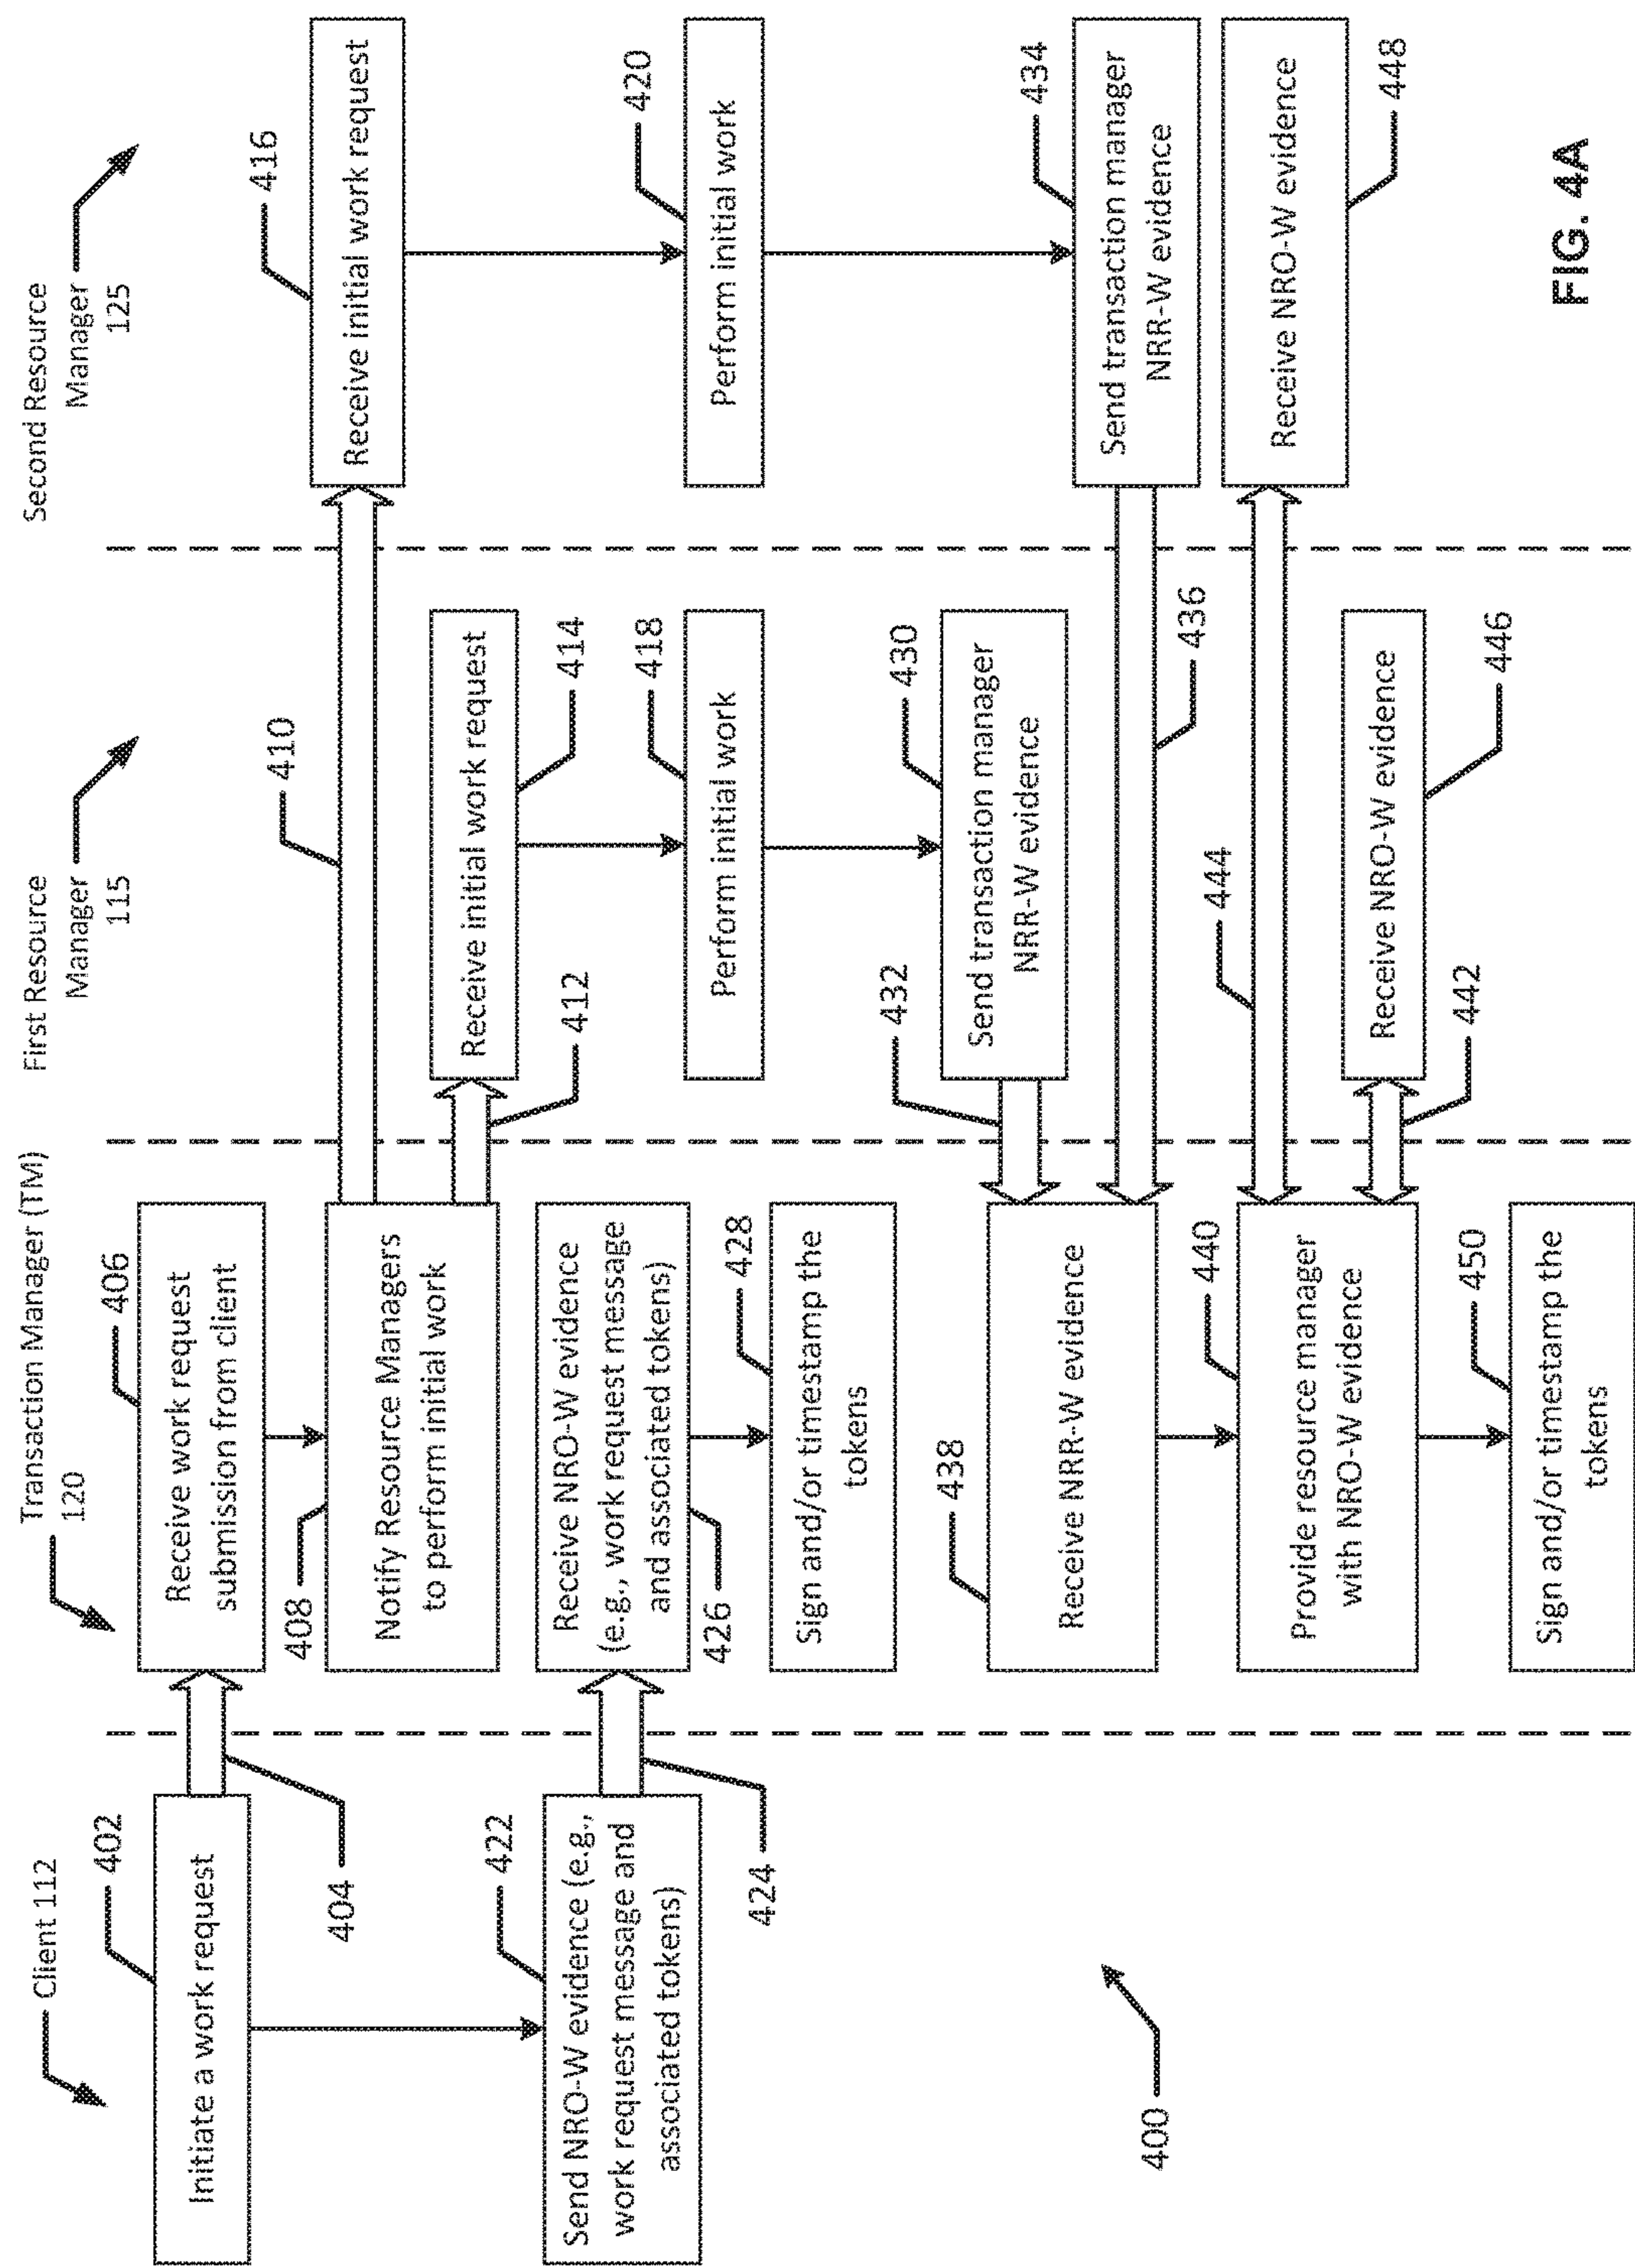 Client 112
402
Initiate a work request
404
422
Send NRO-W evidence (e.g.,
work request message and
associated tokens)
424
400
Transaction Manager (TM)
120
406
Receive work request
submission from client
408
Notify Resource Managers
to perform initial work
Receive NRO-W evidence
(e.g., work request message
and associated tokens)
426
428
Sign and/or timestamp the
tokens
438
Receive NRR-W evidence
440
Provide resource manager
with NRO-W evidence
450
Sign and/or timestamp the
tokens
First Resource
Manager
115
410
Receive initial work request
412
414
418
Perform initial work
430
Send transaction manager
NRR-W evidence
432
436
444
Receive NRO-W evidence
442
446
Second Resource
Manager
125
416
Receive initial work request
420
Perform initial work
434
Send transaction manager
NRR-W evidence
Receive NRO-W evidence
448
FIG. 4A